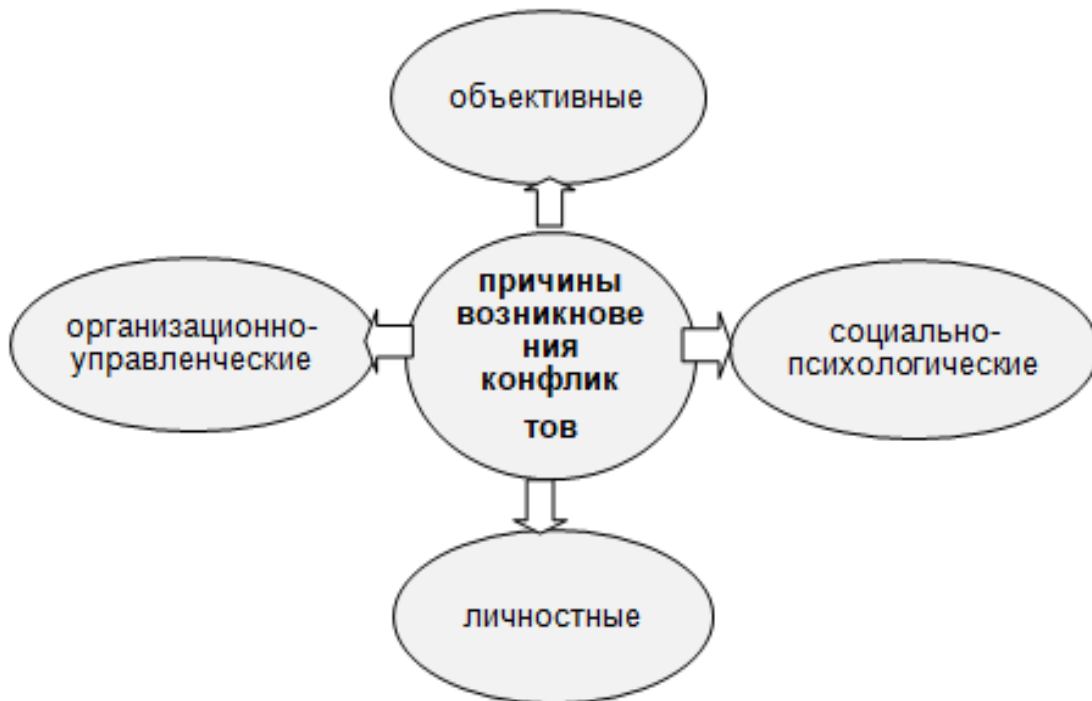 объективные
причины
возникнове
ния
конфлик
тов
организационно-
управленческие
социально-
психологические
личностные